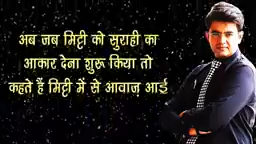 अब जब मिट्टी को सुराही का
आकार देना शुरू किया तो
कहते हैं मिट्टी में से आवाज़ आई